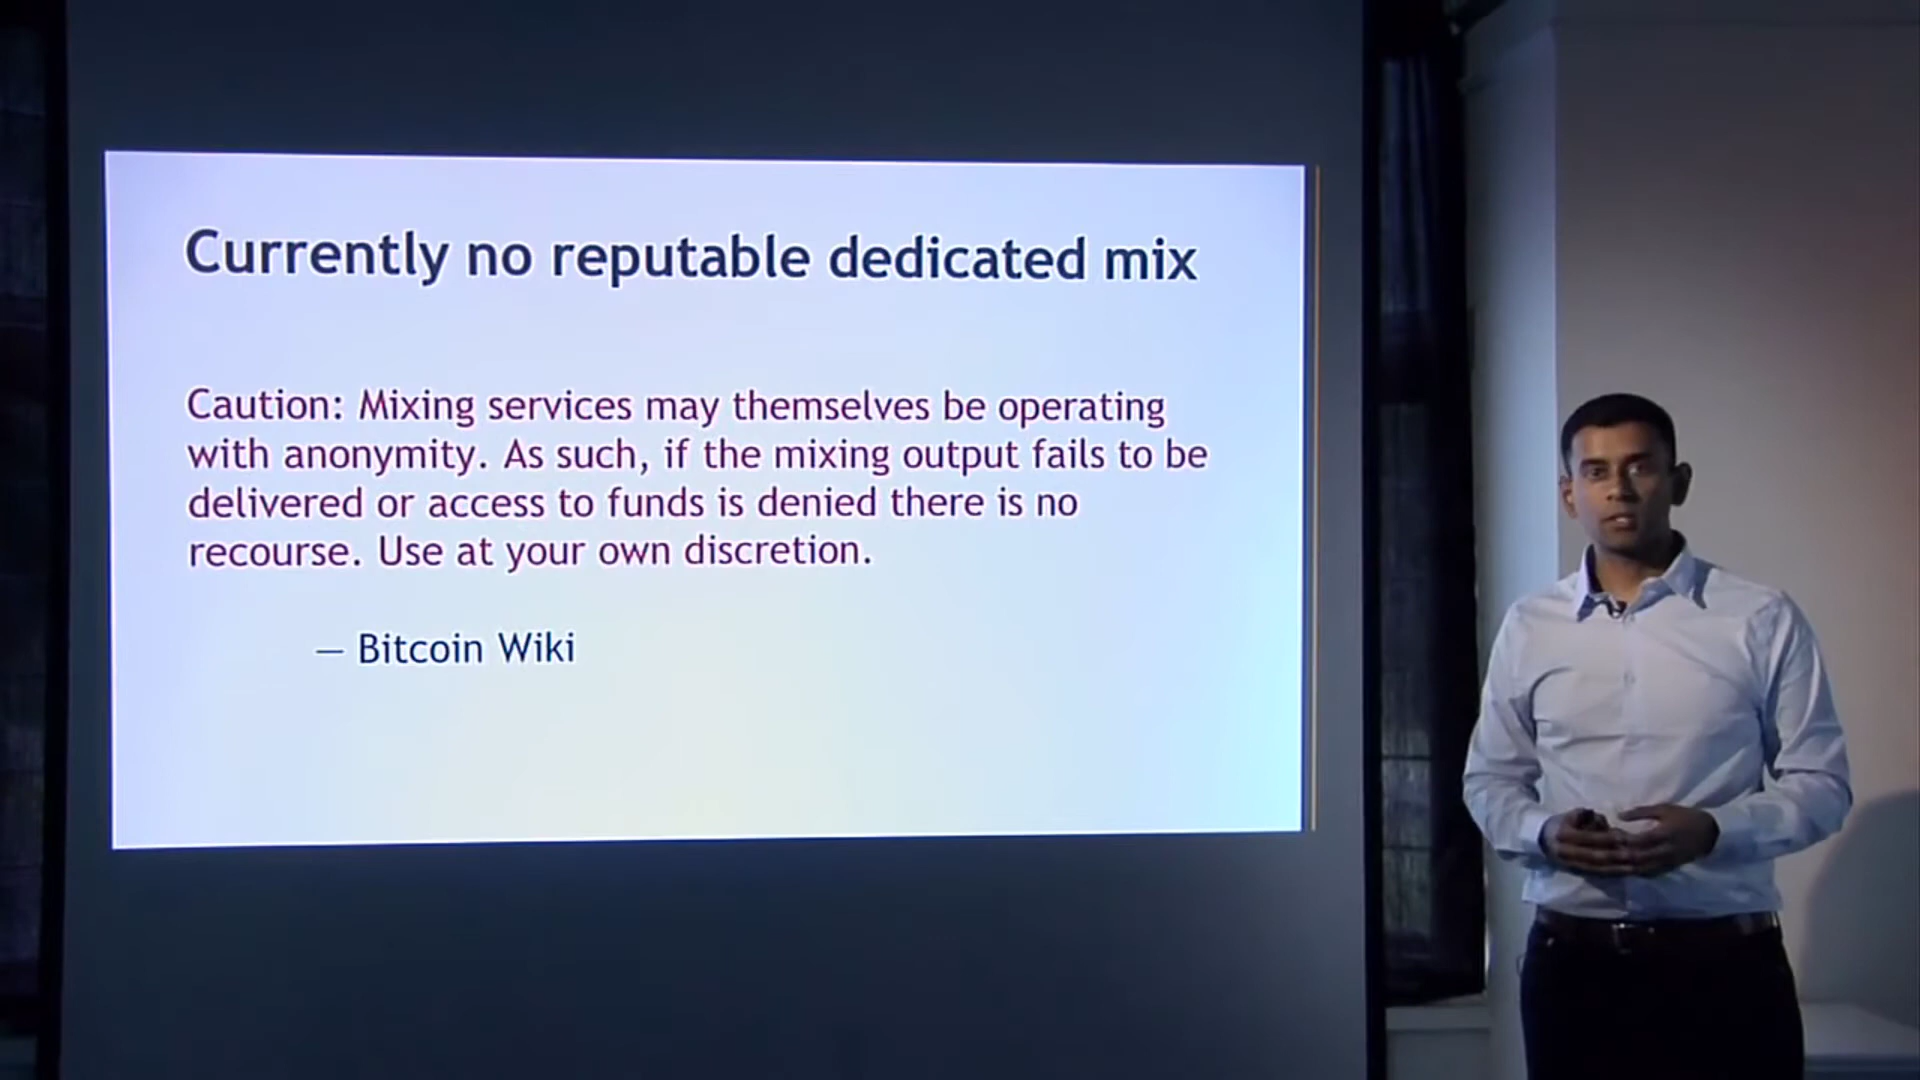 Currently no reputable dedicated mix
Caution: Mixing services may themselves be operating
with anonymity. As such, if the mixing output fails to be
delivered or access to funds is denied there is no
recourse. Use at your own discretion.
— Bitcoin Wiki